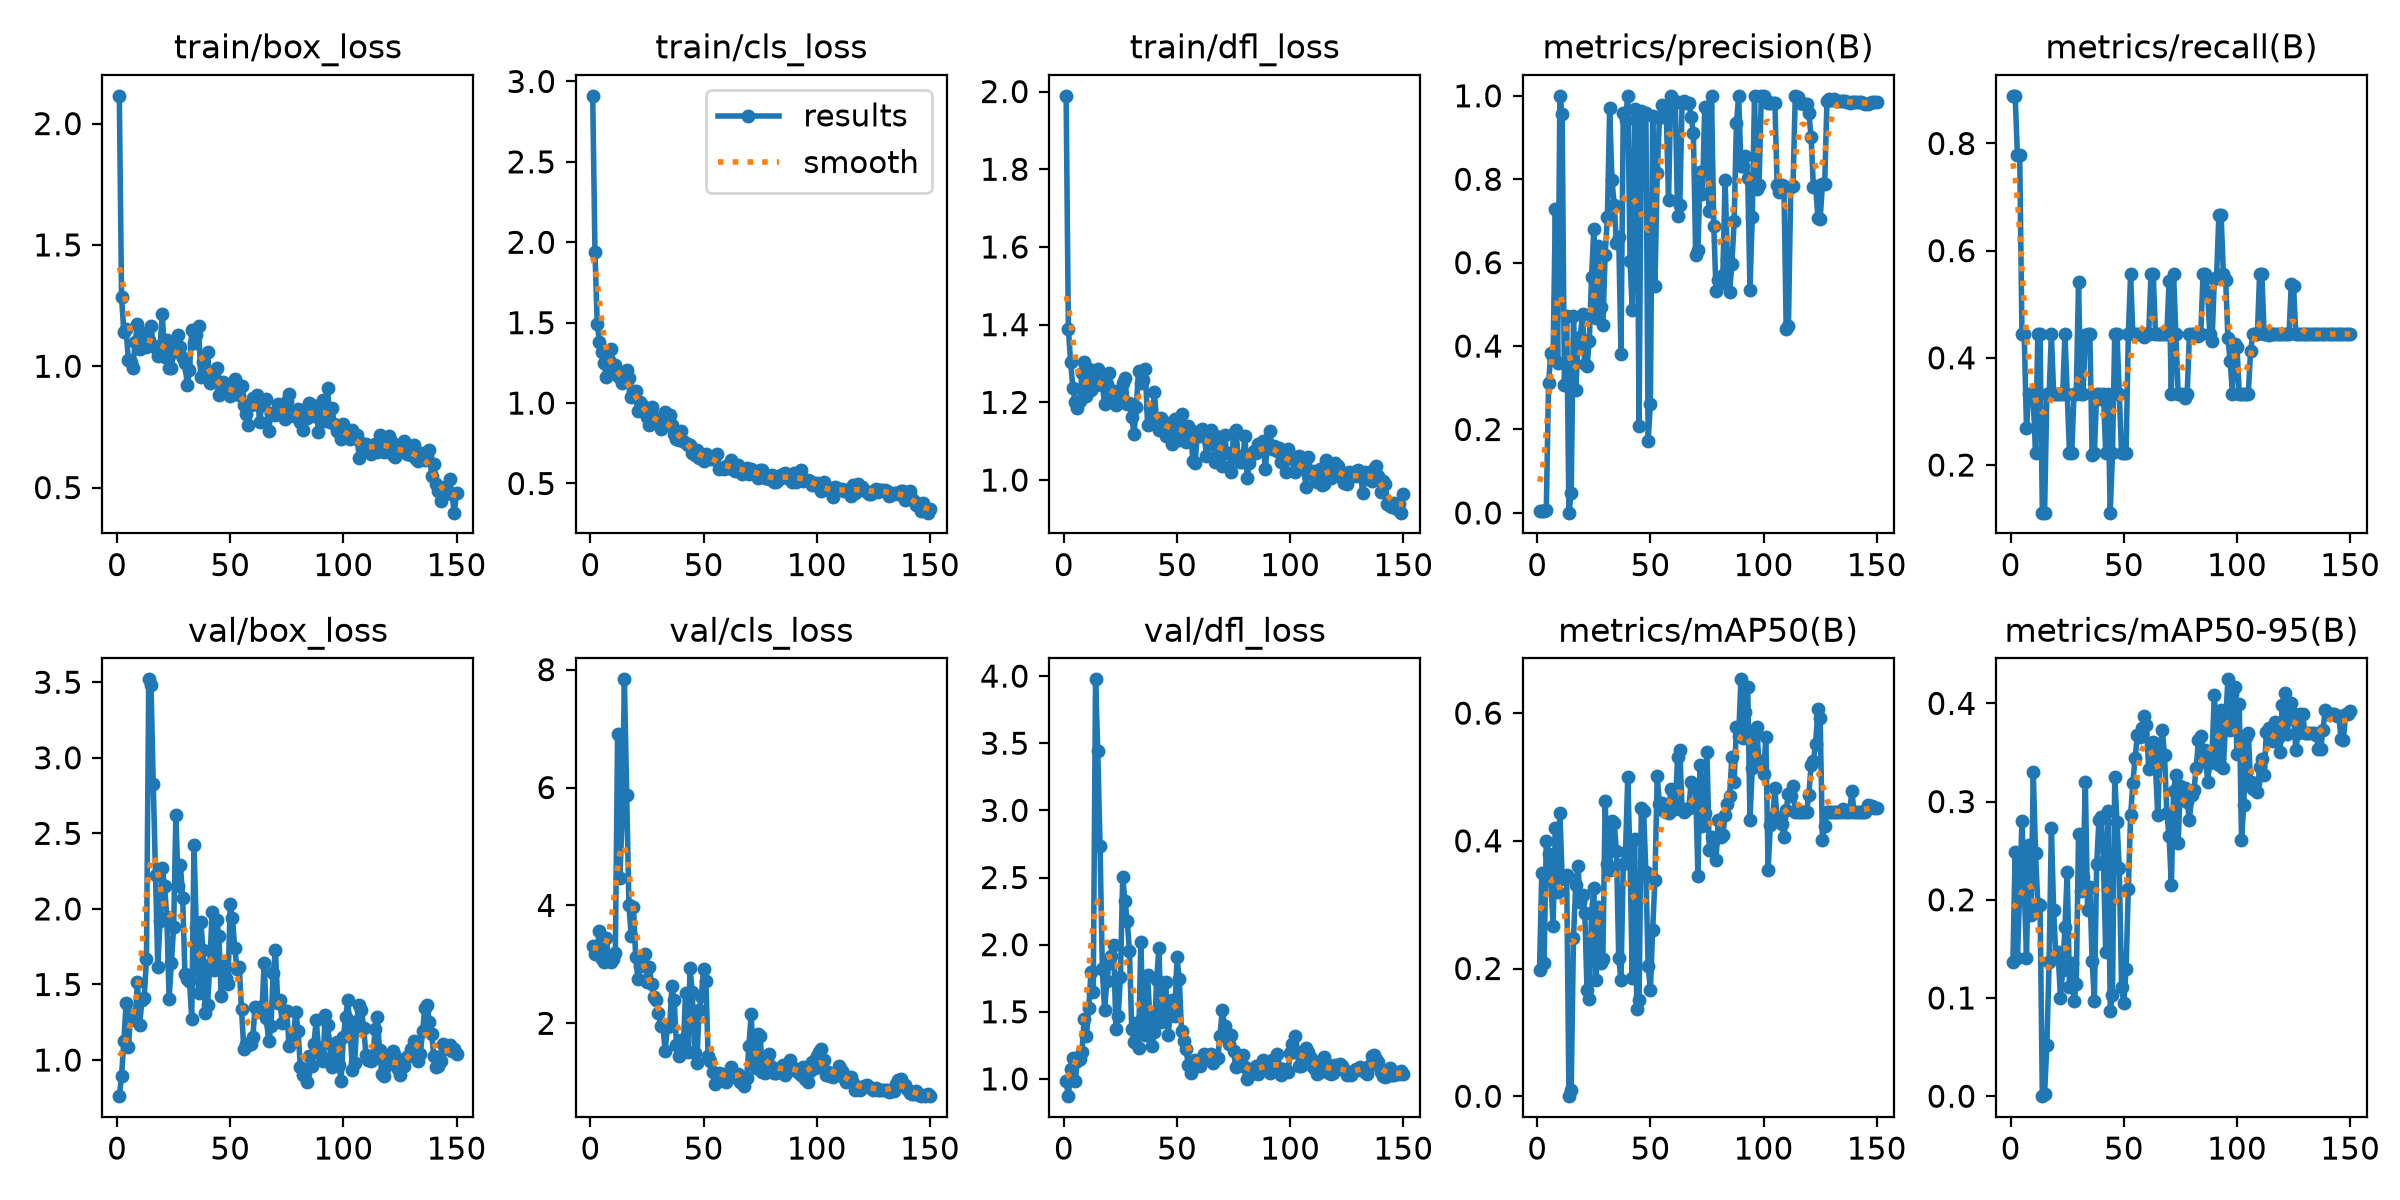 train/box_loss
2.0
1.5
1.0
0.5
0 50 100 150
train/cls_loss
3.0
2.5
2.0
1.5
1.0
0.5
results
smooth
0 50 100 150
train/dfl_loss
2.0
1.8
1.6
1.4
1.2
1.0
0 50 100 150
metrics/precision(B)
1.0
0.8
0.6
0.4
0.2
0.0
0 50 100 150
metrics/recall(B)
0.8
0.6
0.4
0.2
0 50 100 150
val/box_loss
3.5
3.0
2.5
2.0
1.5
1.0
0 50 100 150
val/cls_loss
8
6
4
2
0 50 100 150
val/dfl_loss
4.0
3.5
3.0
2.5
2.0
1.5
1.0
0 50 100 150
metrics/mAP50(B)
0.6
0.4
0.2
0.0
0 50 100 150
metrics/mAP50-95(B)
0.4
0.3
0.2
0.1
0.0
0 50 100 150